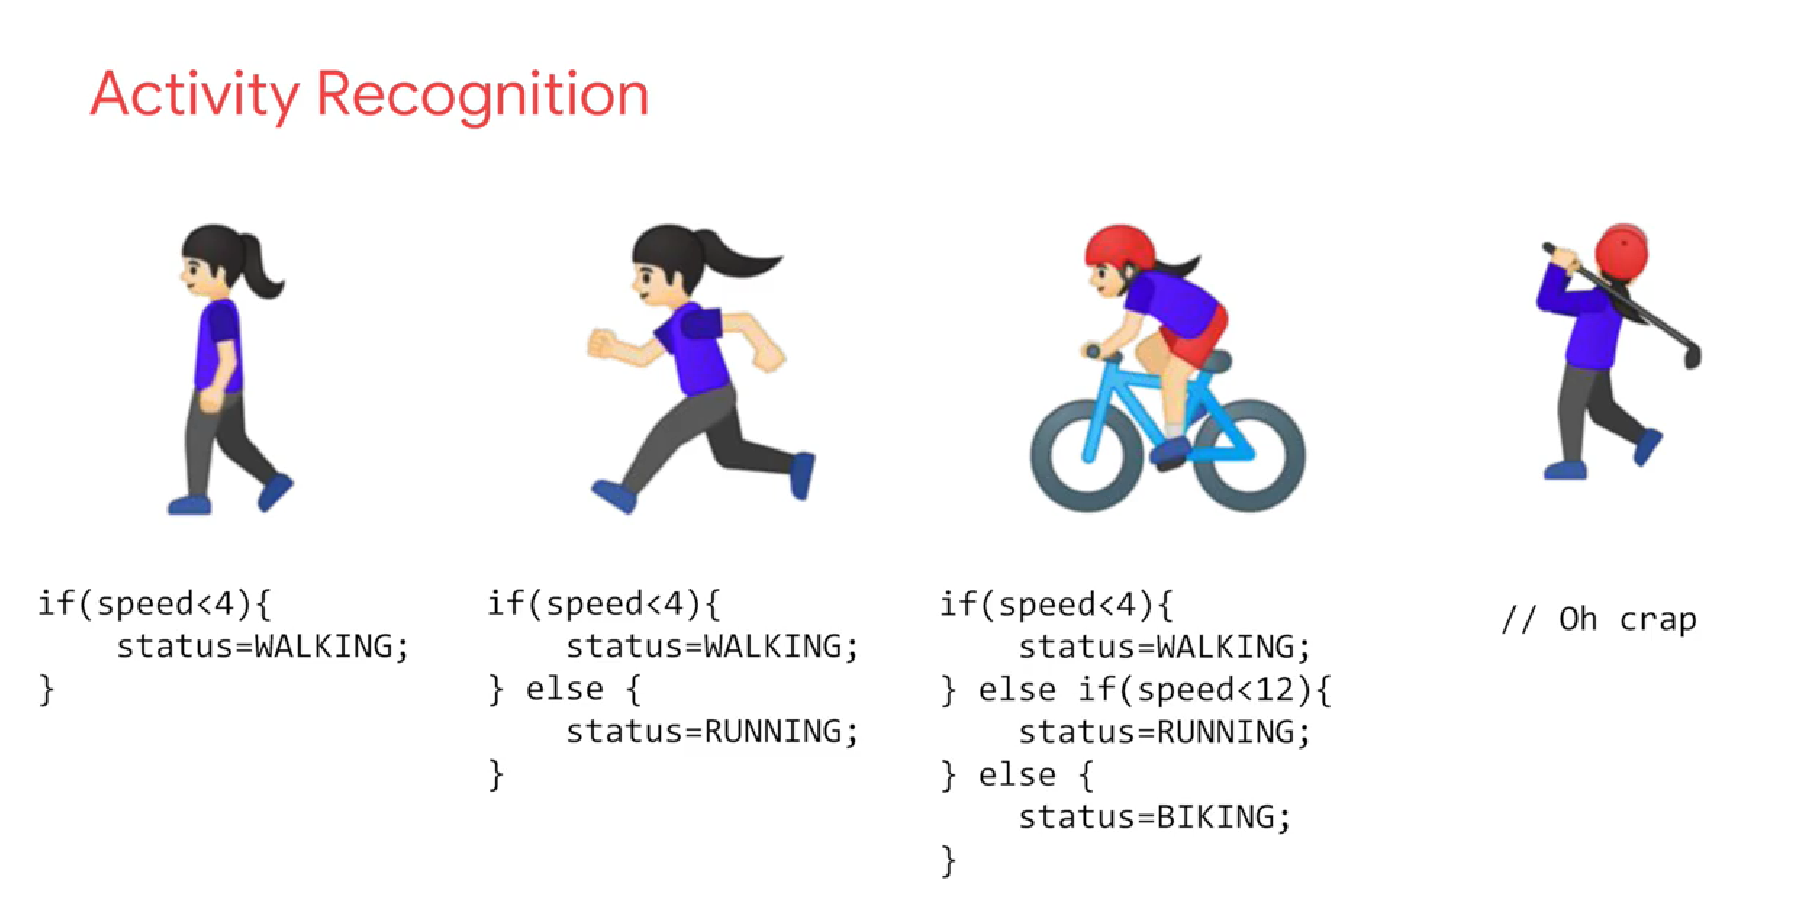 Activity Recognition
if(speed<4){
    status=WALKING;
}
if(speed<4){
    status=WALKING;
} else {
    status=RUNNING;
}
if(speed<4){
    status=WALKING;
} else if(speed<12){
    status=RUNNING;
} else {
    status=BIKING;
}
// Oh crap